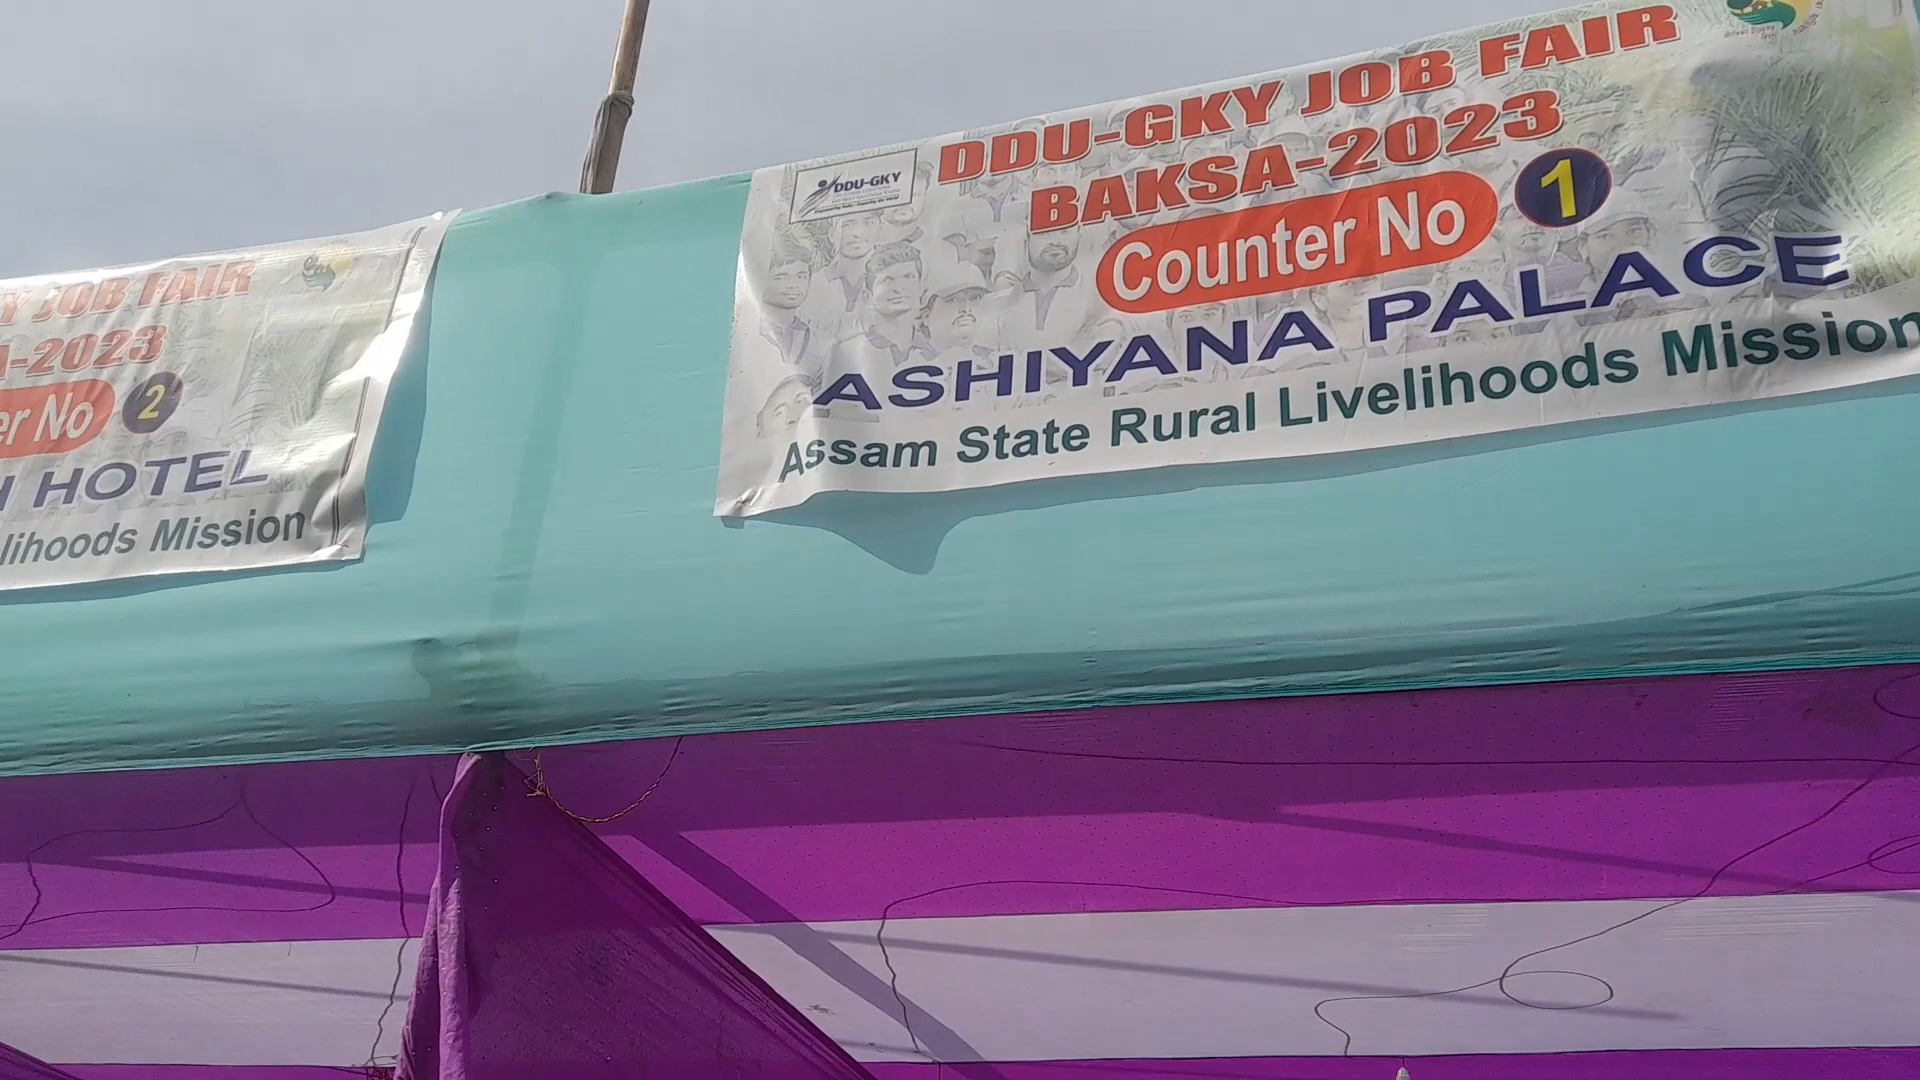 Y JOB FAIR
A-2023
er No 2
H HOTEL
lihoods Mission
DDU-GKY
DDU-GKY JOB FAIR
BAKSA-2023
Counter No 1
ASHIYANA PALACE
Assam State Rural Livelihoods Mission